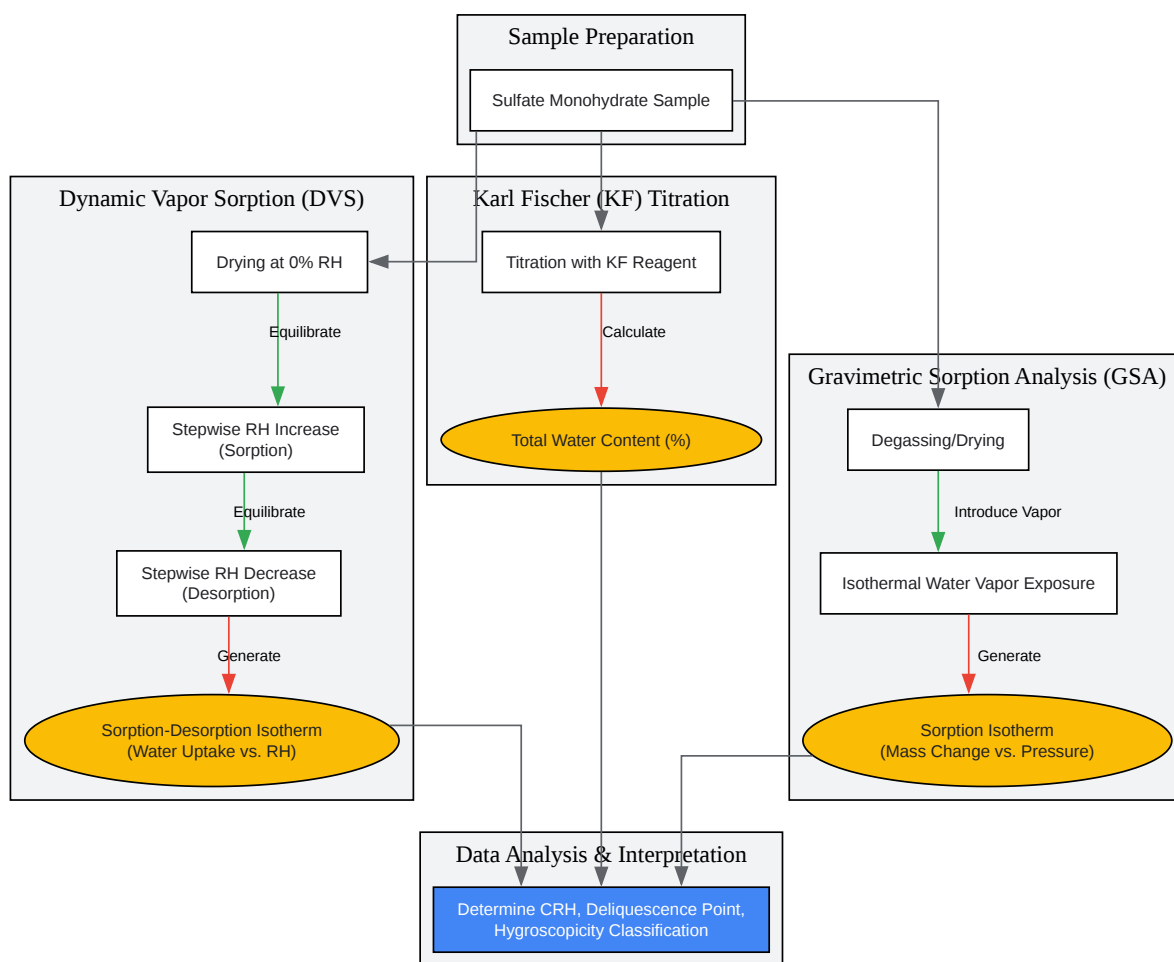 Sample Preparation
Sulfate Monohydrate Sample
Dynamic Vapor Sorption (DVS)
Drying at 0% RH
Equilibrate
Stepwise RH Increase
(Sorption)
Equilibrate
Stepwise RH Decrease
(Desorption)
Generate
Sorption-Desorption Isotherm
(Water Uptake vs. RH)
Karl Fischer (KF) Titration
Titration with KF Reagent
Calculate
Total Water Content (%)
Gravimetric Sorption Analysis (GSA)
Degassing/Drying
Introduce Vapor
Isothermal Water Vapor Exposure
Generate
Sorption Isotherm
(Mass Change vs. Pressure)
Data Analysis & Interpretation
Determine CRH, Deliquescence Point,
Hygroscopicity Classification